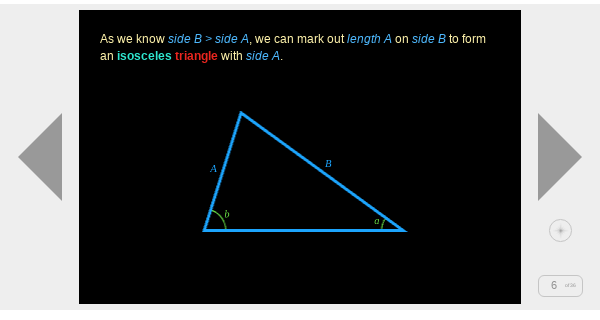 As we know side B > side A, we can mark out length A on side B to form
an isosceles triangle with side A.
A
B
b
a
6 of 36